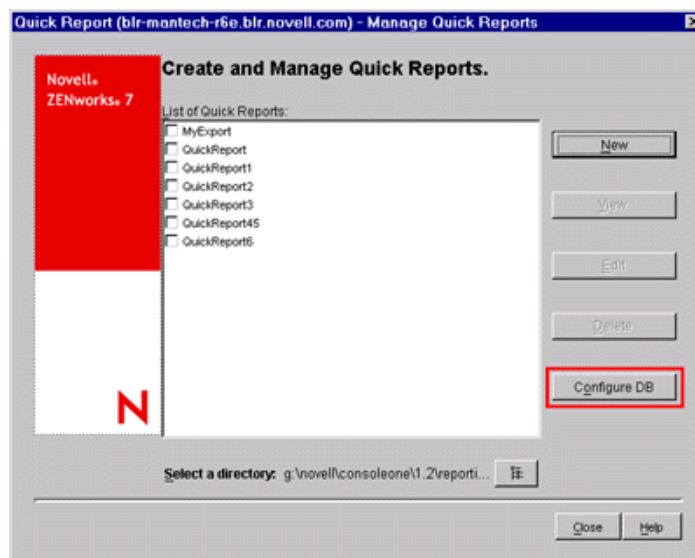 Quick Report (blr-mantech-r6e.blr.novell.com) - Manage Quick Reports
Novell®
ZENworks® 7
Create and Manage Quick Reports.
List of Quick Reports:
MyExport
QuickReport
QuickReport1
QuickReport2
QuickReport3
QuickReport45
QuickReport6
New
View
Edit
Delete
Configure DB
N
Select a directory: g:\novell\consoleone\1.2\reporti...
Close Help